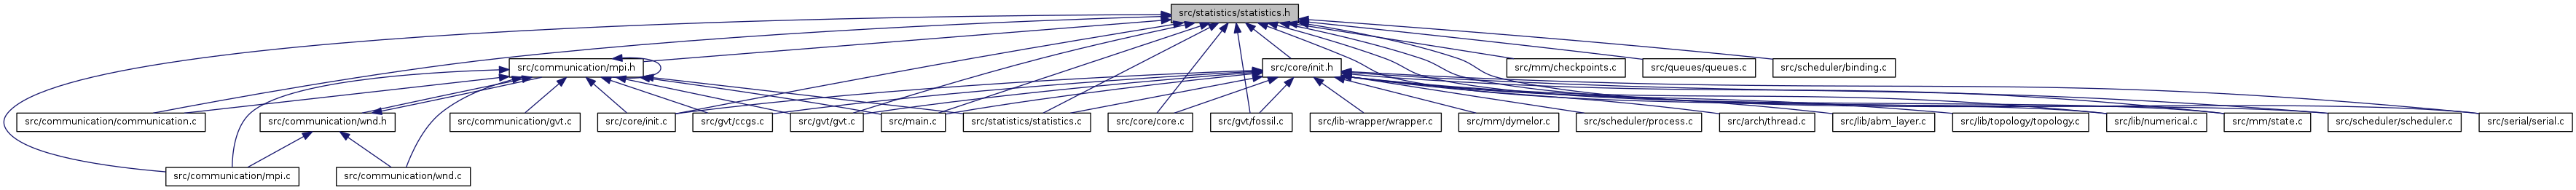 src/statistics/statistics.h
src/communication/mpi.h
src/core/init.h
src/mm/checkpoints.c
src/queues/queues.c
src/scheduler/binding.c
src/communication/communication.c
src/communication/wnd.h
src/communication/gvt.c
src/core/init.c
src/gvt/ccgs.c
src/gvt/gvt.c
src/main.c
src/statistics/statistics.c
src/core/core.c
src/gvt/fossil.c
src/lib-wrapper/wrapper.c
src/mm/dymelor.c
src/scheduler/process.c
src/arch/thread.c
src/lib/abm_layer.c
src/lib/topology/topology.c
src/lib/numerical.c
src/mm/state.c
src/scheduler/scheduler.c
src/serial/serial.c
src/communication/mpi.c
src/communication/wnd.c